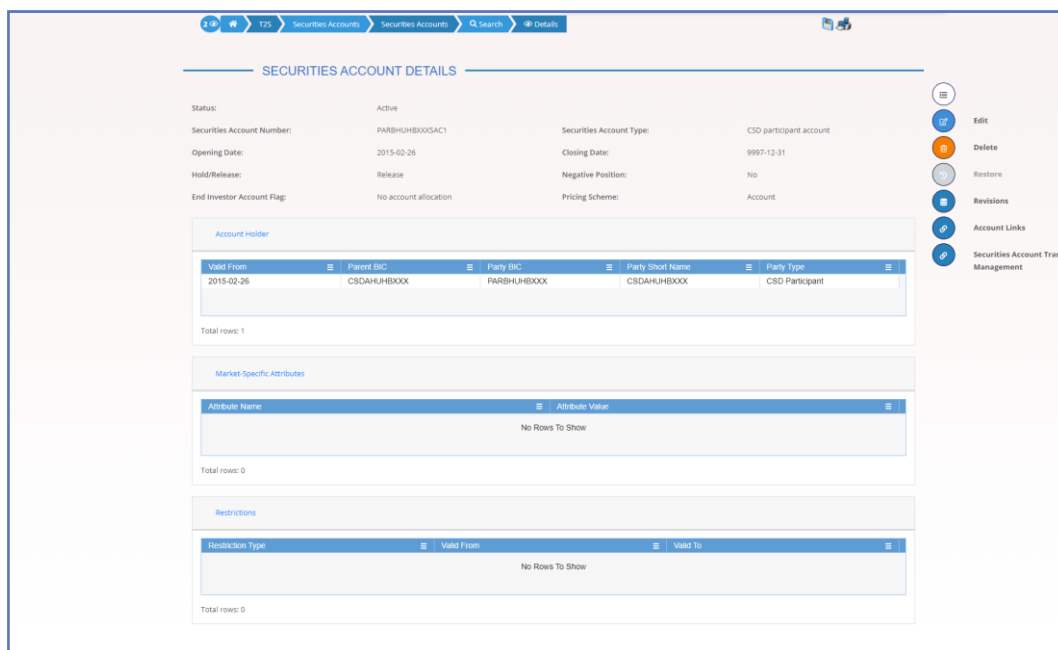 2 T2S Securities Accounts Securities Accounts Search Details
SECURITIES ACCOUNT DETAILS
Status: Active
Securities Account Number: PARBHUHBXXXSAC1 Securities Account Type: CSD participant account
Opening Date: 2015-02-26 Closing Date: 9997-12-31
Hold/Release: Release Negative Position: No
End Investor Account Flag: No account allocation Pricing Scheme: Account
Edit
Delete
Restore
Revisions
Account Links
Securities Account Tran
Management
Account Holder
Valid From Parent BIC Party BIC Party Short Name Party Type
2015-02-26 CSDAHUHBXXX PARBHUHBXXX CSDAHUHBXXX CSD Participant
Total rows: 1
Market-Specific Attributes
Attribute Name Attribute Value
No Rows To Show
Total rows: 0
Restrictions
Restriction Type Valid From Valid To
No Rows To Show
Total rows: 0